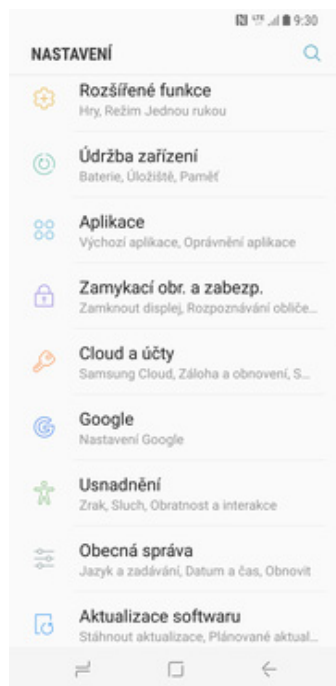 9:30
NASTAVENÍ
Rozšířené funkce
Hry, Režim Jednou rukou
Údržba zařízení
Baterie, Úložiště, Paměť
Aplikace
Výchozí aplikace, Oprávnění aplikace
Zamykací obr. a zabezp.
Zamknout displej, Rozpoznávání obliče...
Cloud a účty
Samsung Cloud, Záloha a obnovení, S...
Google
Nastavení Google
Usnadnění
Zrak, Sluch, Obratnost a interakce
Obecná správa
Jazyk a zadávání, Datum a čas, Obnovit
Aktualizace softwaru
Stáhnout aktualizace, Plánované aktual...